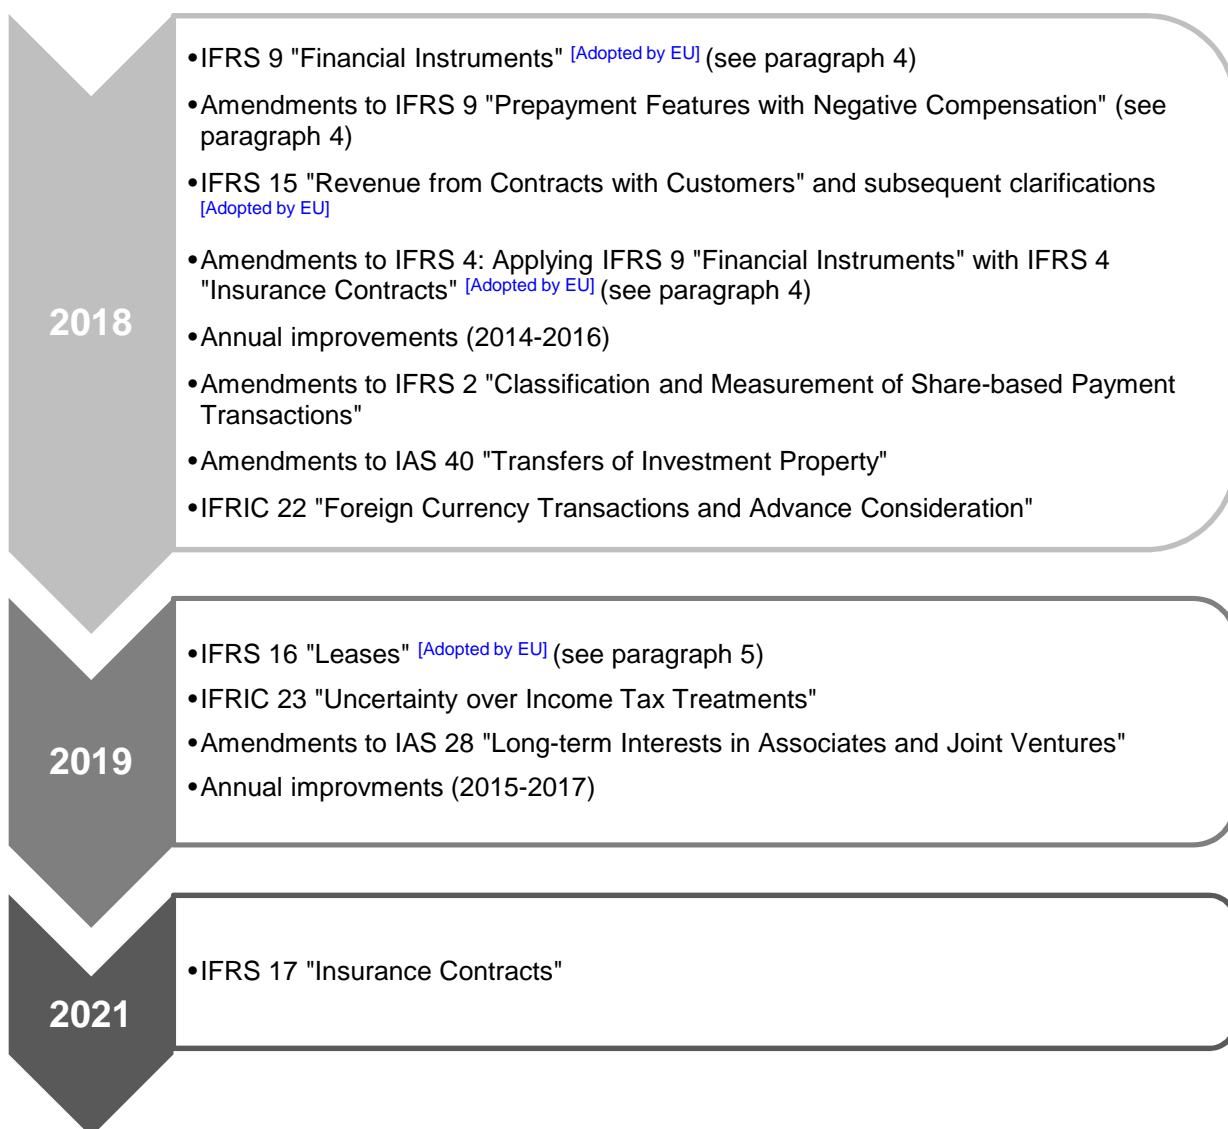 •IFRS 9 "Financial Instruments" [Adopted by EU] (see paragraph 4)
•Amendments to IFRS 9 "Prepayment Features with Negative Compensation" (see
paragraph 4)
•IFRS 15 "Revenue from Contracts with Customers" and subsequent clarifications
[Adopted by EU]
•Amendments to IFRS 4: Applying IFRS 9 "Financial Instruments" with IFRS 4
"Insurance Contracts" [Adopted by EU] (see paragraph 4)
2018
•Annual improvements (2014-2016)
•Amendments to IFRS 2 "Classification and Measurement of Share-based Payment
Transactions"
•Amendments to IAS 40 "Transfers of Investment Property"
•IFRIC 22 "Foreign Currency Transactions and Advance Consideration"
•IFRS 16 "Leases" [Adopted by EU] (see paragraph 5)
•IFRIC 23 "Uncertainty over Income Tax Treatments"
•Amendments to IAS 28 "Long-term Interests in Associates and Joint Ventures"
2019
•Annual improvments (2015-2017)
•IFRS 17 "Insurance Contracts"
2021